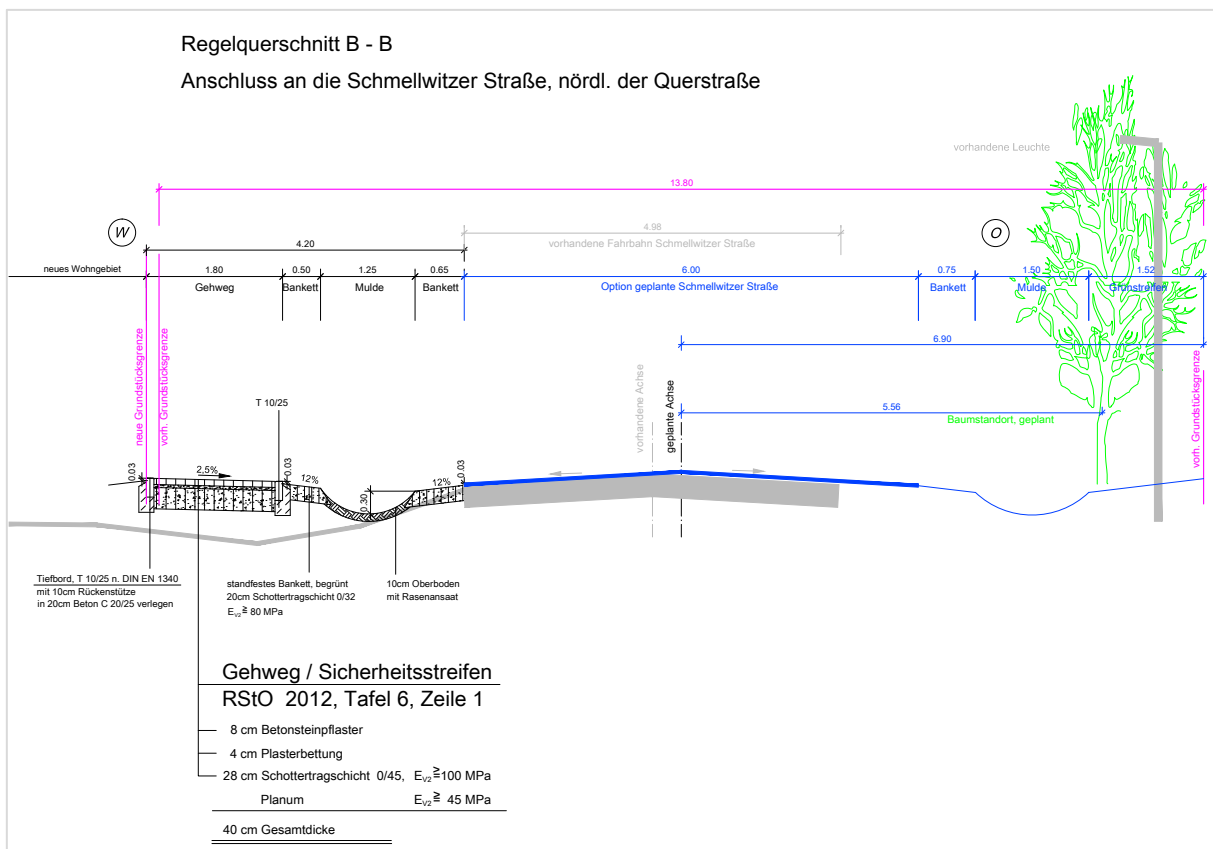 Regelquerschnitt B - B
Anschluss an die Schmellwitzer Straße, nördl. der Querstraße
vorhandene Leuchte
13.80
W
4.98
O
4.20
vorhandene Fahrbahn Schmellwitzer Straße
neues Wohngebiet
1.80
0.50
1.25
0.65
6.00
0.75
1.50
1.52
Gehweg
Bankett
Mulde
Bankett
Option geplante Schmellwitzer Straße
Bankett
Mulde
Grünstreifen
6.90
neue Grundstücksgrenze
vorh. Grundstücksgrenze
vorhandene Achse
geplante Achse
vorh. Grundstücksgrenze
T 10/25
5.56
Baumstandort, geplant
0.03
2,5%
0.03
12%
0.30
12%
0.03
Tiefbord, T 10/25 n. DIN EN 1340
mit 10cm Rückenstütze
in 20cm Beton C 20/25 verlegen
standfestes Bankett, begrünt
20cm Schottertragschicht 0/32
EV2 ≧ 80 MPa
10cm Oberboden
mit Rasenansaat
Gehweg / Sicherheitsstreifen
RStO 2012, Tafel 6, Zeile 1
8 cm Betonsteinpflaster
4 cm Plasterbettung
28 cm Schottertragschicht 0/45, EV2 ≧100 MPa
Planum EV2 ≧ 45 MPa
40 cm Gesamtdicke